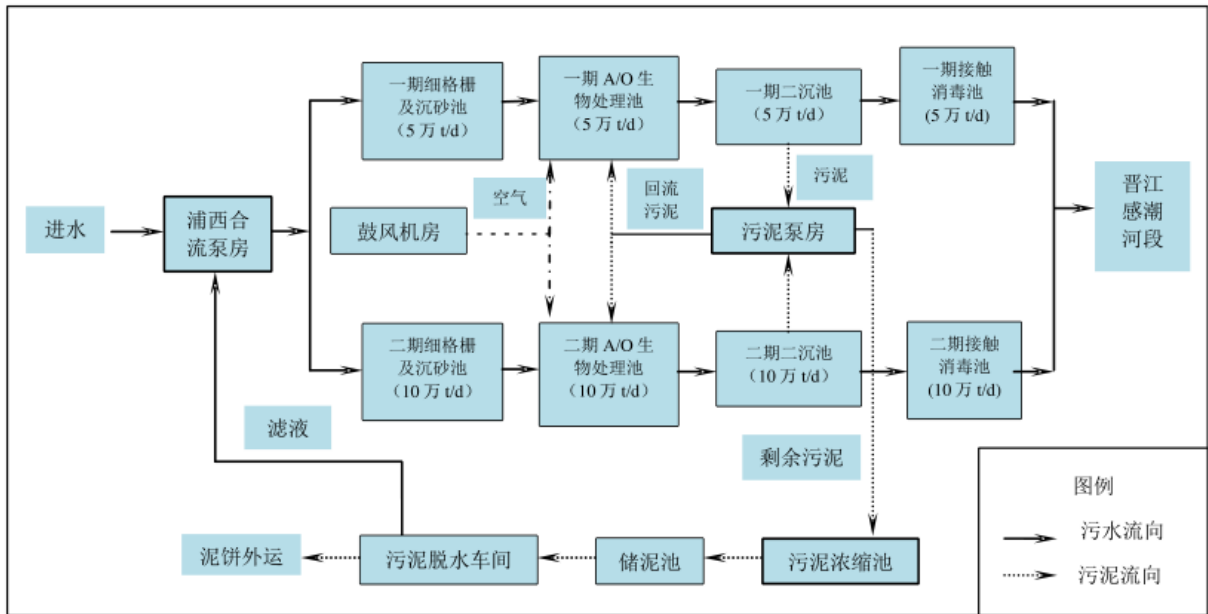 一期细格栅
及沉砂池
（5 万 t/d）
一期 A/O 生
物处理池
（5 万 t/d）
一期二沉池
（5 万 t/d）
一期接触
消毒池
(5 万 t/d)
空气
回流
污泥
污泥
进水
浦西合
流泵房
鼓风机房
污泥泵房
晋江
感潮
河段
二期细格栅
及沉砂池
（10 万 t/d）
二期 A/O 生
物处理池
（10 万 t/d）
二期二沉池
（10 万 t/d）
二期接触
消毒池
(10 万 t/d)
滤液
剩余污泥
泥饼外运
污泥脱水车间
储泥池
污泥浓缩池
图例
污水流向
污泥流向